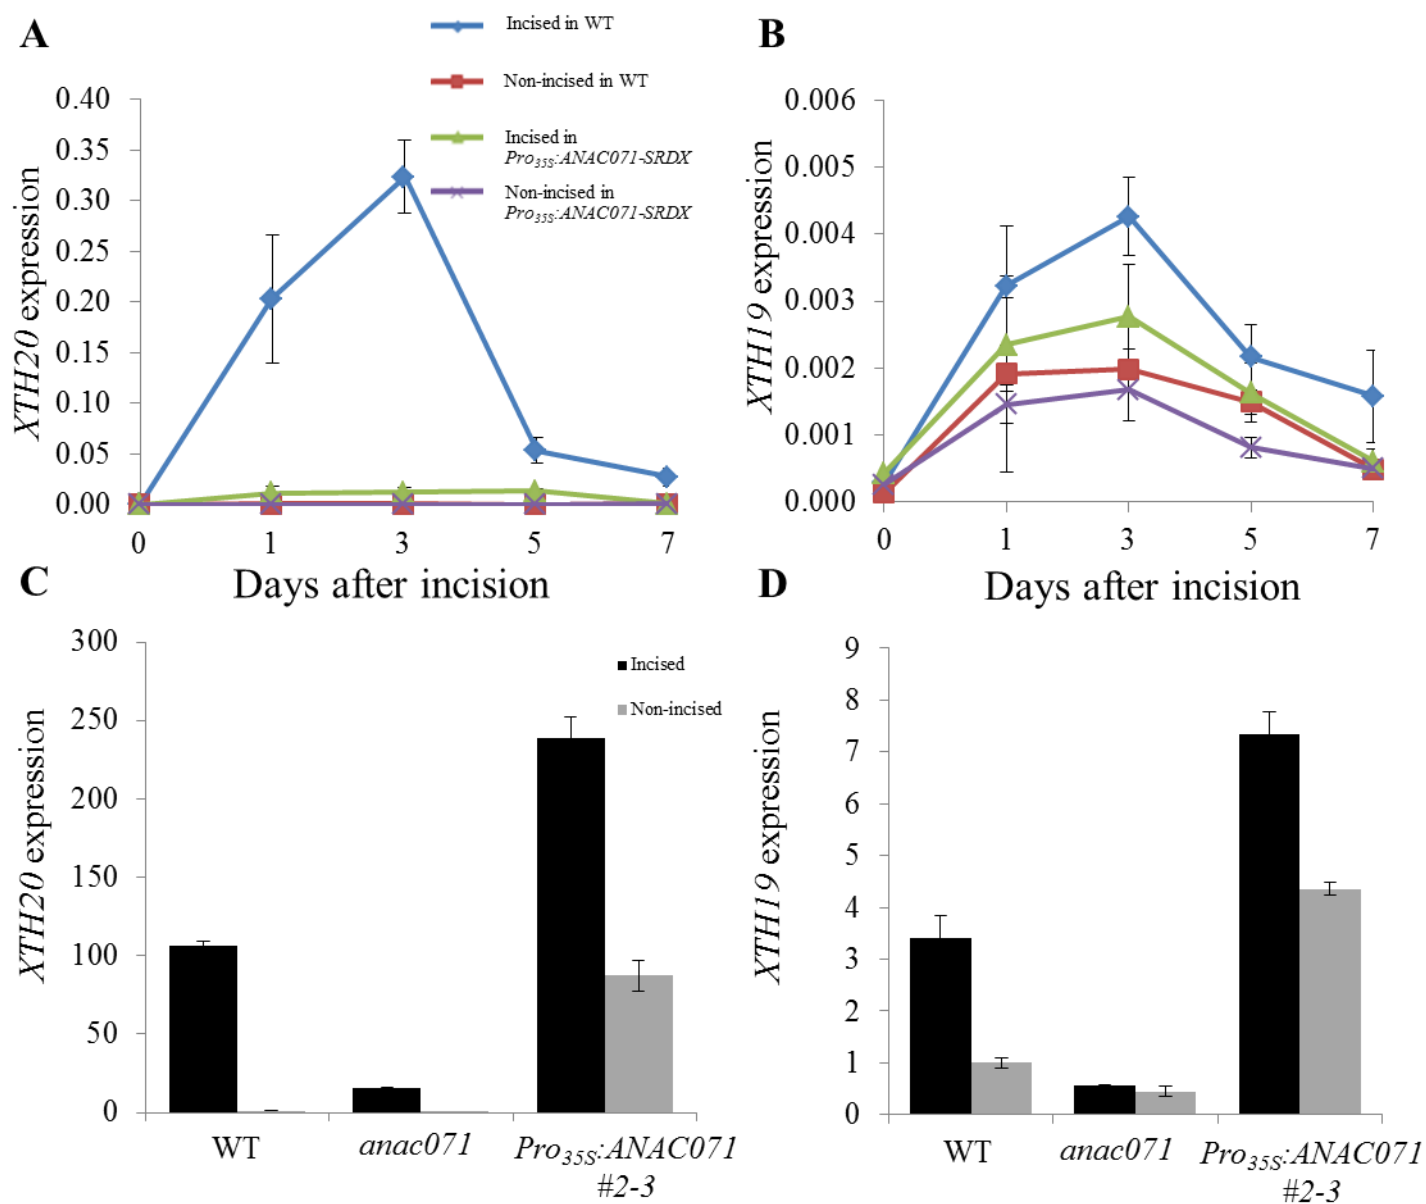 A
Incised in WT
Non-incised in WT
Incised in
Pro35S:ANAC071-SRDX
Non-incised in
Pro35S:ANAC071-SRDX
XTH20 expression
0.40
0.35
0.30
0.25
0.20
0.15
0.10
0.05
0.00
0 1 3 5 7
Days after incision
B
XTH19 expression
0.006
0.005
0.004
0.003
0.002
0.001
0.000
0 1 3 5 7
Days after incision
C
XTH20 expression
300
250
200
150
100
50
0
Incised
Non-incised
WT anac071 Pro35S:ANAC071
#2-3
D
XTH19 expression
9
8
7
6
5
4
3
2
1
0
WT anac071 Pro35S:ANAC071
#2-3